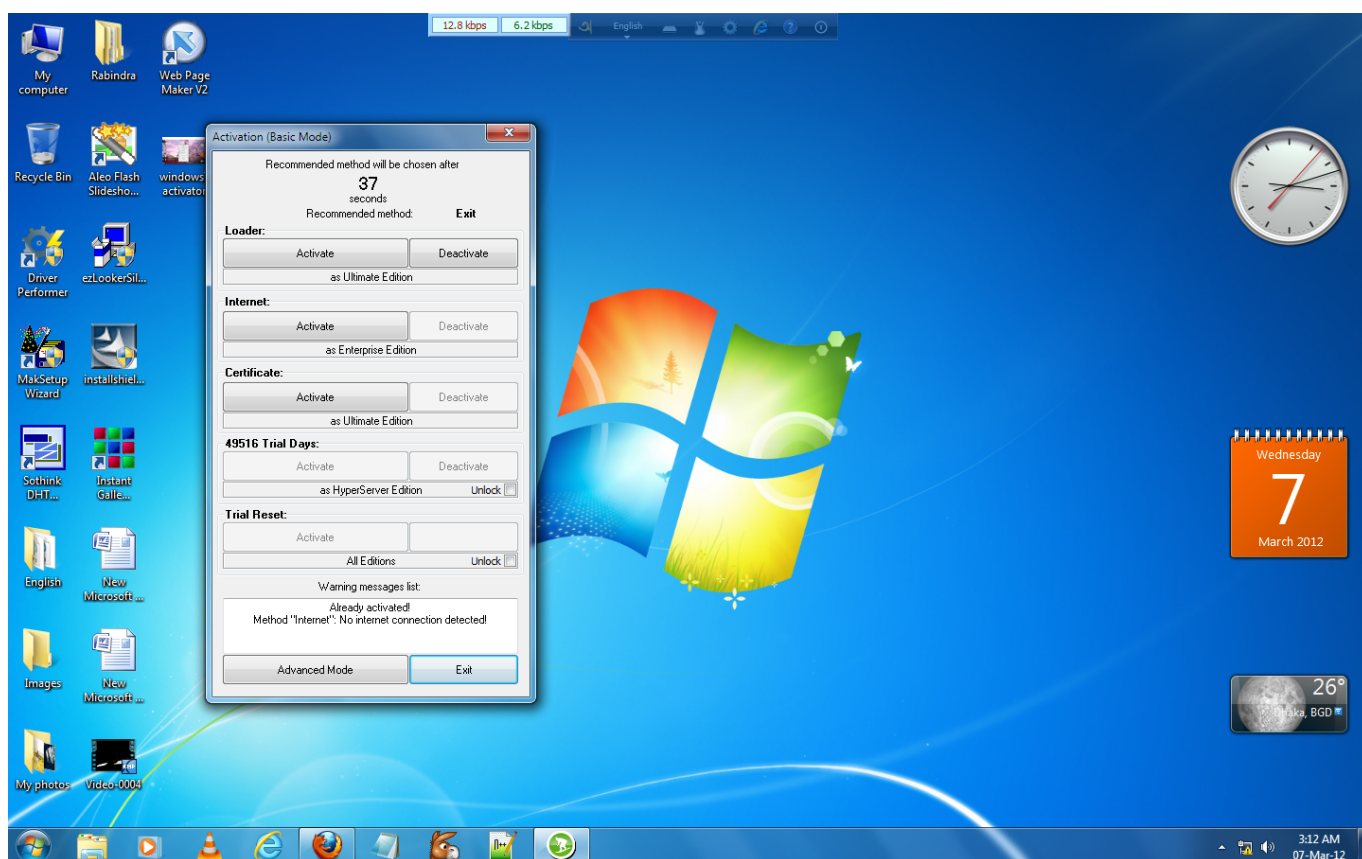 12.8 kbps 6.2 kbps
English
My computer
Rabindra
Web Page Maker V2
Recycle Bin
Aleo Flash Slidesho...
windows activator
Driver Performer
ezLookerSil...
MakSetup Wizard
installshiel...
Sothink DHT...
Instant Galle...
English
New Microsoft ...
Images
New Microsoft ...
My photos
Video-0004
Activation (Basic Mode)
Recommended method will be chosen after
37
seconds
Recommended method: Exit
Loader:
Activate Deactivate
as Ultimate Edition
Internet:
Activate Deactivate
as Enterprise Edition
Certificate:
Activate Deactivate
as Ultimate Edition
49516 Trial Days:
Activate Deactivate
as HyperServer Edition Unlock
Trial Reset:
Activate
All Editions Unlock
Warning messages list:
Already activated!
Method "Internet": No internet connection detected!
Advanced Mode Exit
Wednesday
7
March 2012
26°
BGD
3:12 AM
07-Mar-12